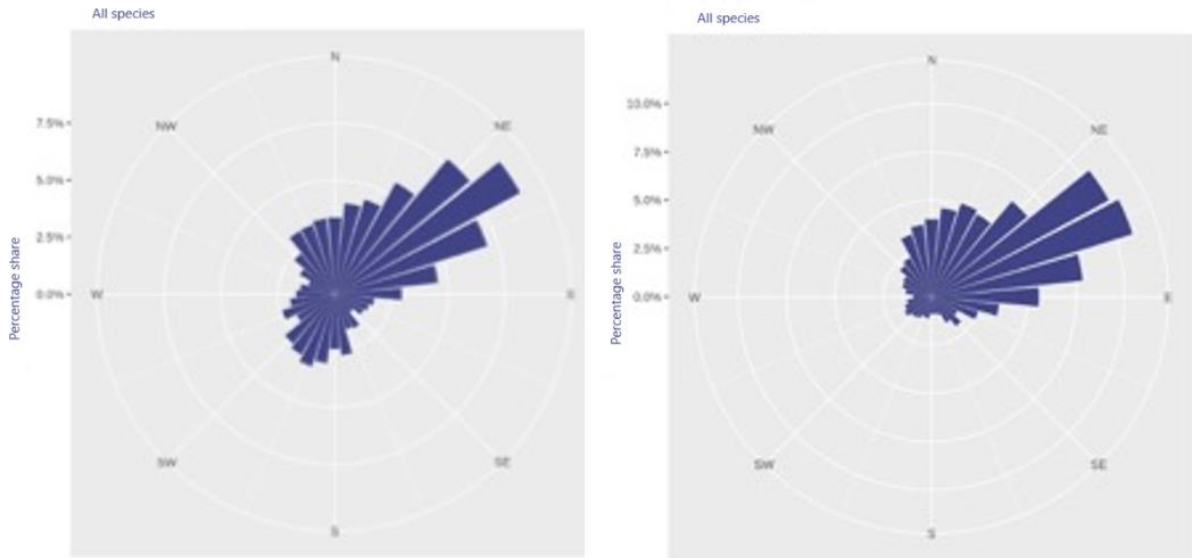 All species
N
NE
E
SE
S
SW
W
NW
7.5%
5.0%
2.5%
0.0%
Percentage share
All species
N
NE
E
SE
S
SW
W
NW
10.0%
7.5%
5.0%
2.5%
0.0%
Percentage share